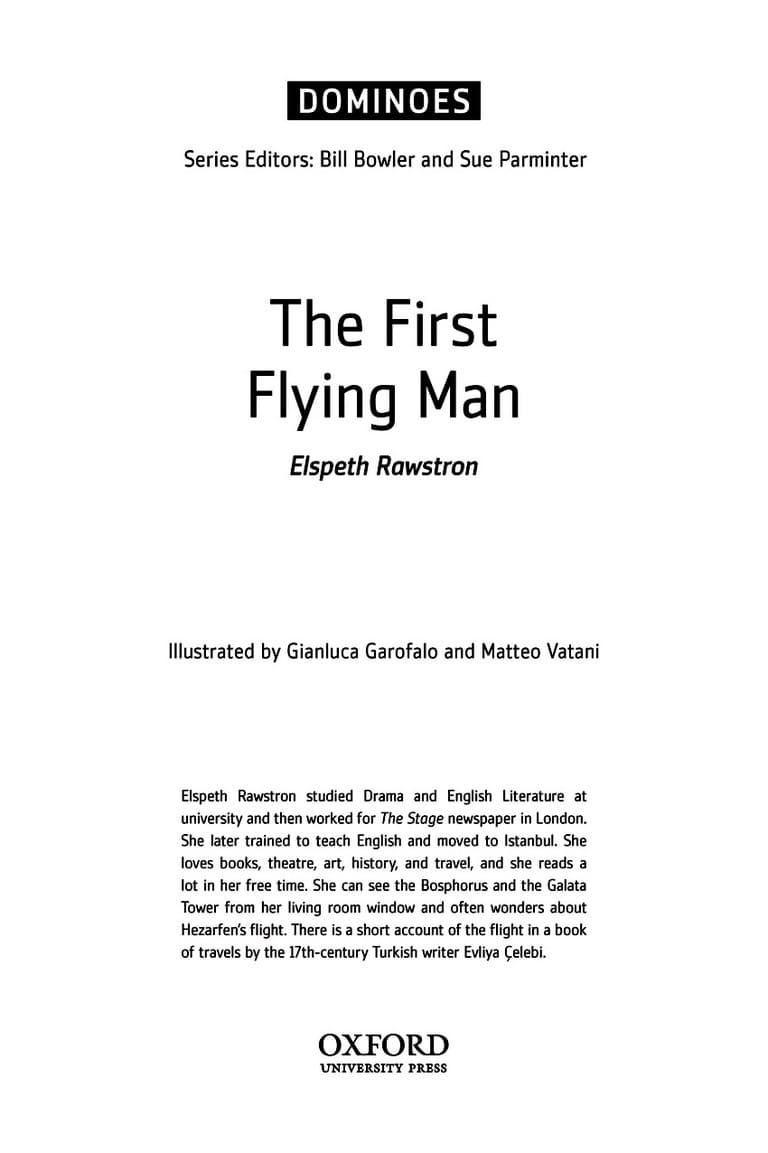 DOMINOES
Series Editors: Bill Bowler and Sue Parminter
The First
Flying Man
Elspeth Rawstron
Illustrated by Gianluca Garofalo and Matteo Vatani
Elspeth Rawstron studied Drama and English Literature at
university and then worked for The Stage newspaper in London.
She later trained to teach English and moved to Istanbul. She
loves books, theatre, art, history, and travel, and she reads a
lot in her free time. She can see the Bosphorus and the Galata
Tower from her living room window and often wonders about
Hezarfen's flight. There is a short account of the flight in a book
of travels by the 17th-century Turkish writer Evliya Çelebi.
OXFORD
UNIVERSITY PRESS